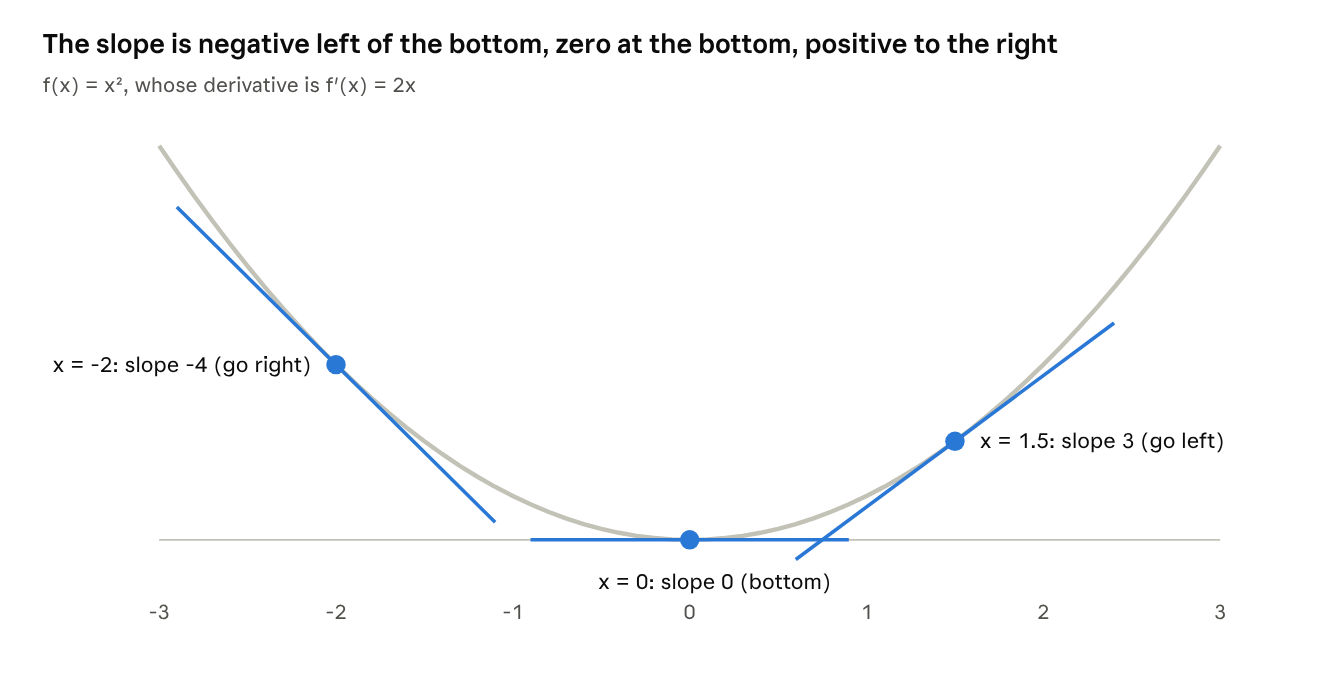 The slope is negative left of the bottom, zero at the bottom, positive to the right
f(x) = x², whose derivative is f′(x) = 2x
x = -2: slope -4 (go right)
x = 1.5: slope 3 (go left)
x = 0: slope 0 (bottom)
-3 -2 -1 0 1 2 3